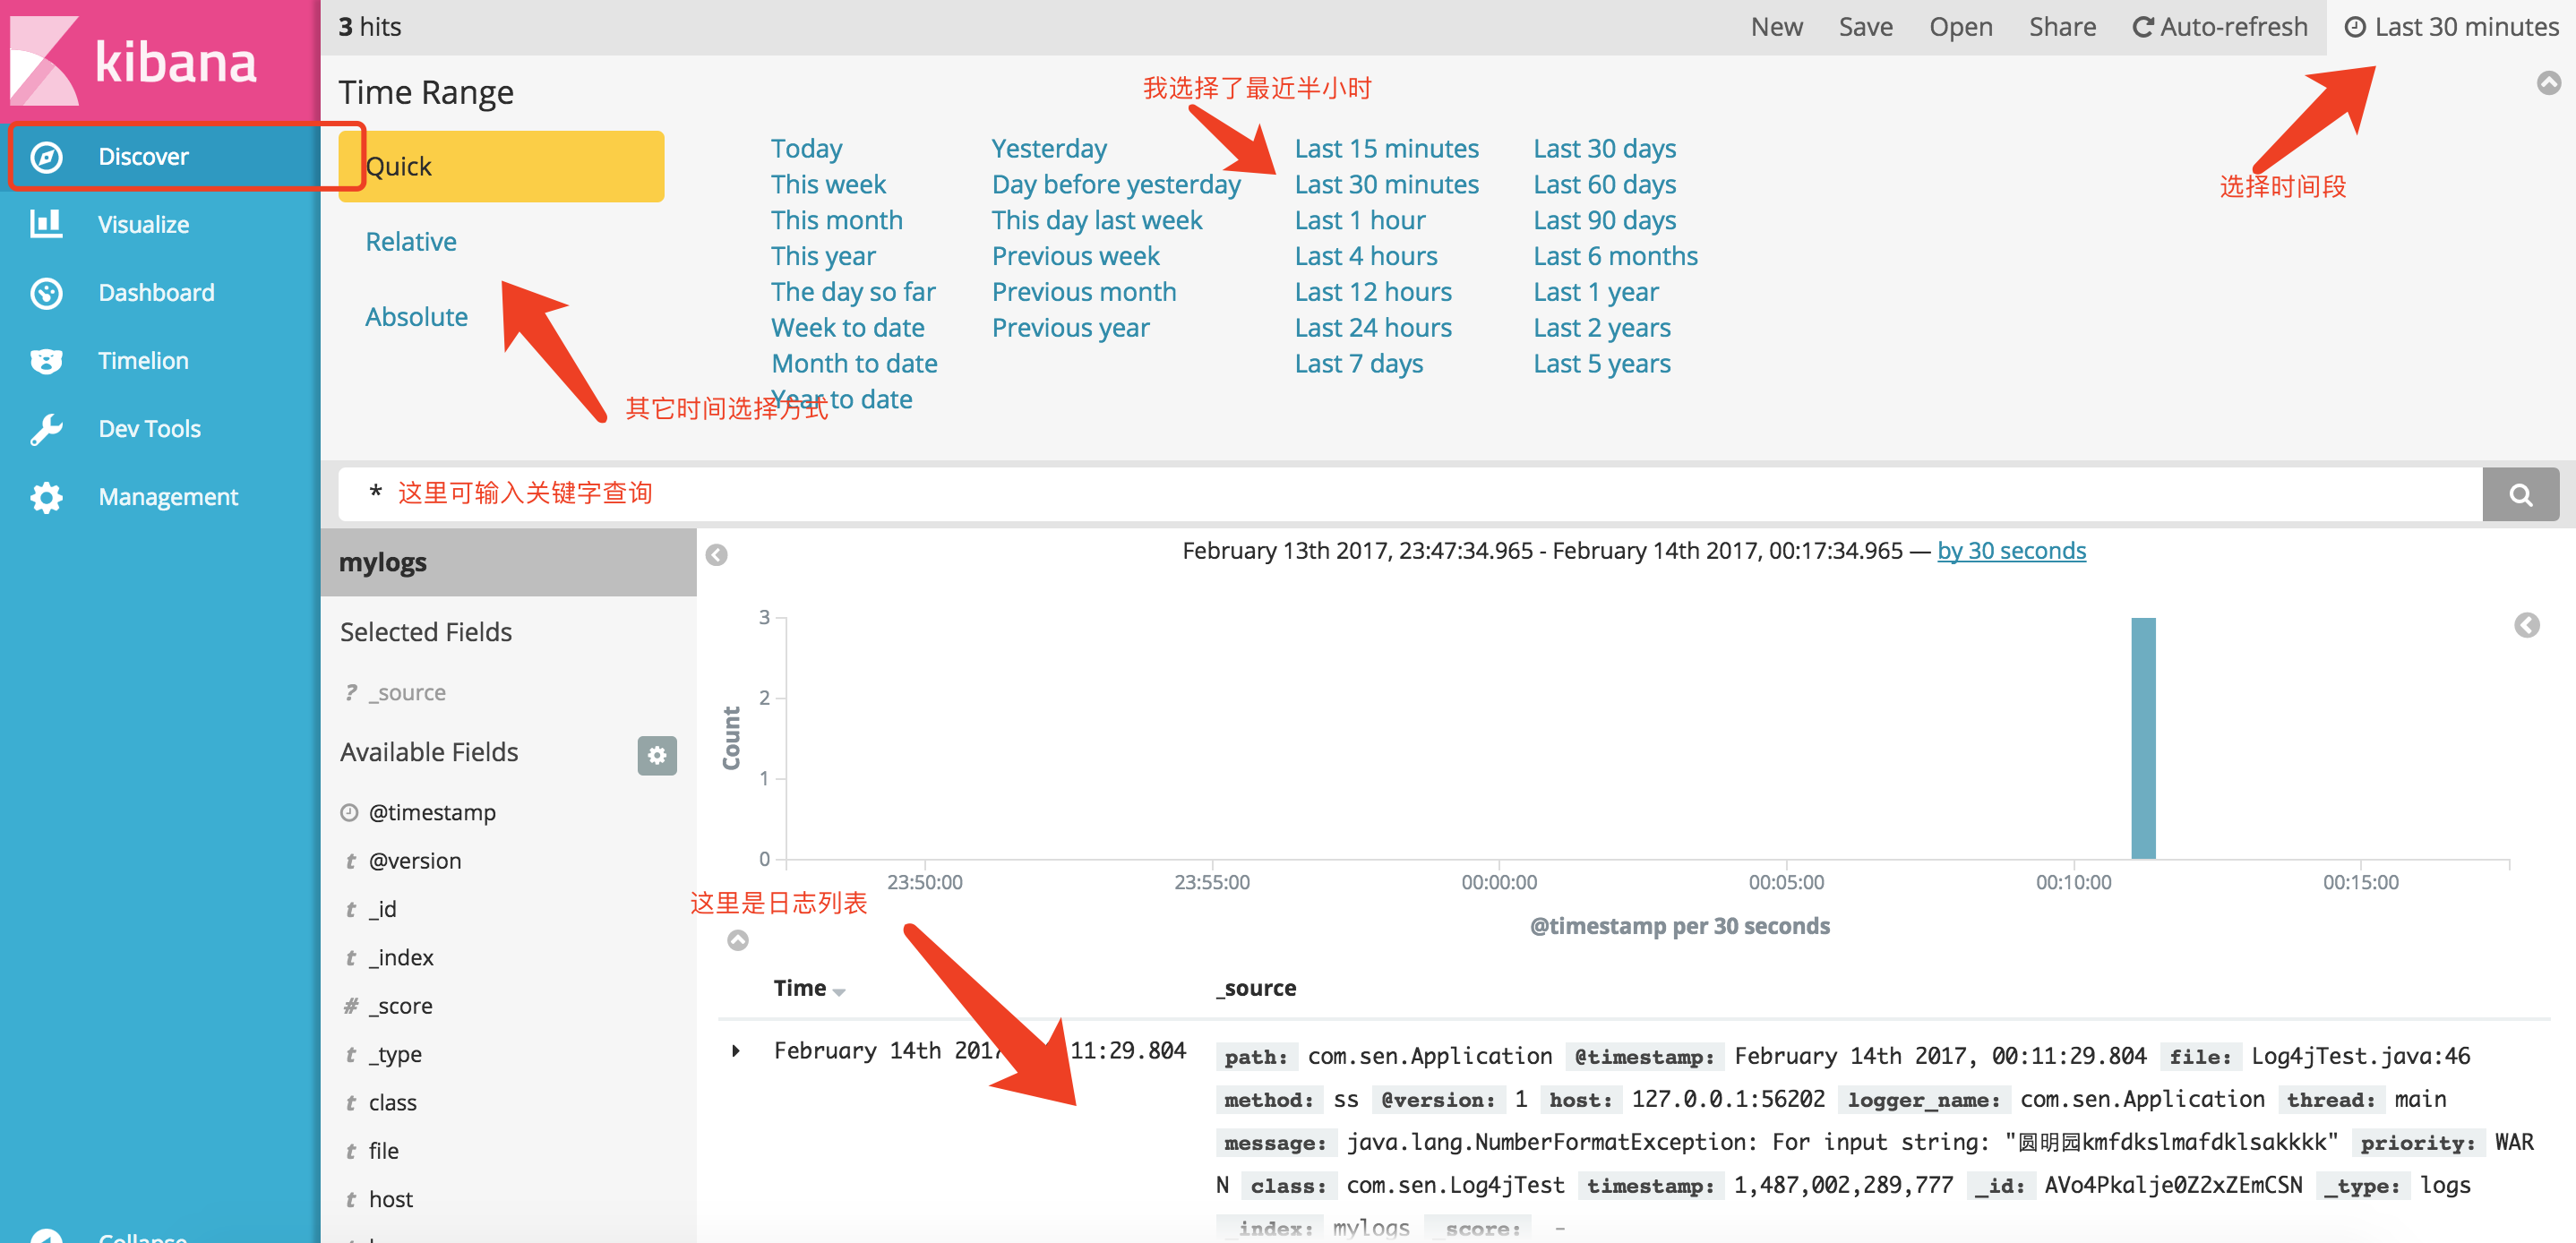 kibana
Discover
Visualize
Dashboard
Timelion
Dev Tools
Management
3 hits
New Save Open Share Auto-refresh Last 30 minutes
Time Range
我选择了最近半小时
选择时间段
Quick
Relative
Absolute
其它时间选择方式
Today
This week
This month
This year
The day so far
Week to date
Month to date
Year to date
Yesterday
Day before yesterday
This day last week
Previous week
Previous month
Previous year
Last 15 minutes
Last 30 minutes
Last 1 hour
Last 4 hours
Last 12 hours
Last 24 hours
Last 7 days
Last 30 days
Last 60 days
Last 90 days
Last 6 months
Last 1 year
Last 2 years
Last 5 years
* 这里可输入关键字查询
mylogs
Selected Fields
? _source
Available Fields
@timestamp
t @version
t _id
t _index
# _score
t _type
t class
t file
t host
February 13th 2017, 23:47:34.965 - February 14th 2017, 00:17:34.965 — by 30 seconds
Count
3
2
1
0
23:50:00 23:55:00 00:00:00 00:05:00 00:10:00 00:15:00
@timestamp per 30 seconds
这里是日志列表
Time _source
February 14th 2017 11:29.804
path: com.sen.Application @timestamp: February 14th 2017, 00:11:29.804 file: Log4jTest.java:46
method: ss @version: 1 host: 127.0.0.1:56202 logger_name: com.sen.Application thread: main
message: java.lang.NumberFormatException: For input string: "圆明园kmfdkslmafdklsakkkk" priority: WAR
N class: com.sen.Log4jTest timestamp: 1,487,002,289,777 _id: AVo4Pkalje0Z2xZEmCSN _type: logs
_index: mylogs _score: -
Collapse